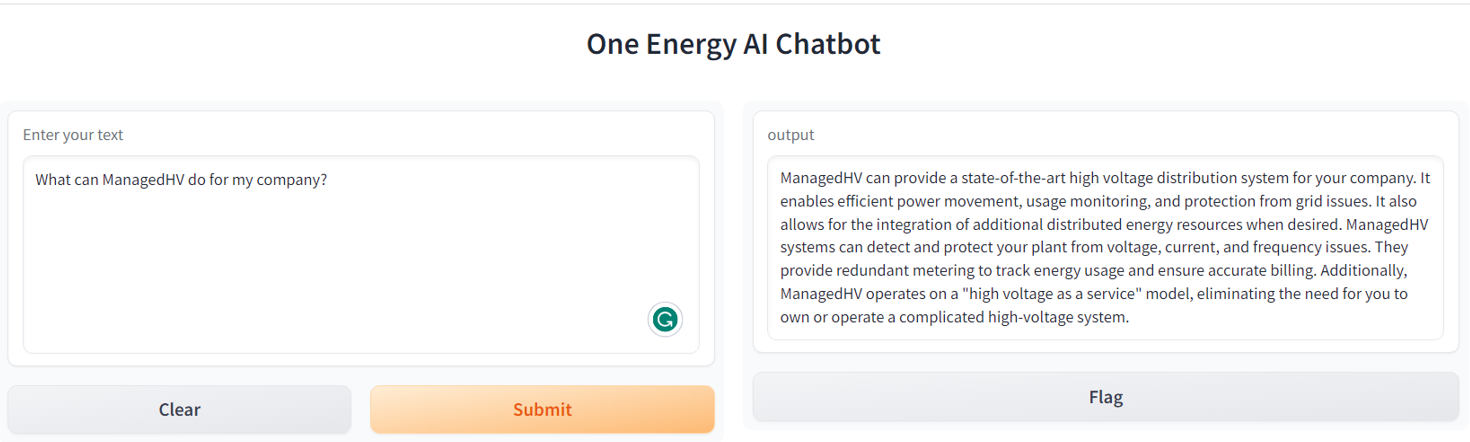 One Energy AI Chatbot
Enter your text
What can ManagedHV do for my company?
Clear
Submit
output
ManagedHV can provide a state-of-the-art high voltage distribution system for your company. It
enables efficient power movement, usage monitoring, and protection from grid issues. It also
allows for the integration of additional distributed energy resources when desired. ManagedHV
systems can detect and protect your plant from voltage, current, and frequency issues. They
provide redundant metering to track energy usage and ensure accurate billing. Additionally,
ManagedHV operates on a "high voltage as a service" model, eliminating the need for you to
own or operate a complicated high-voltage system.
Flag